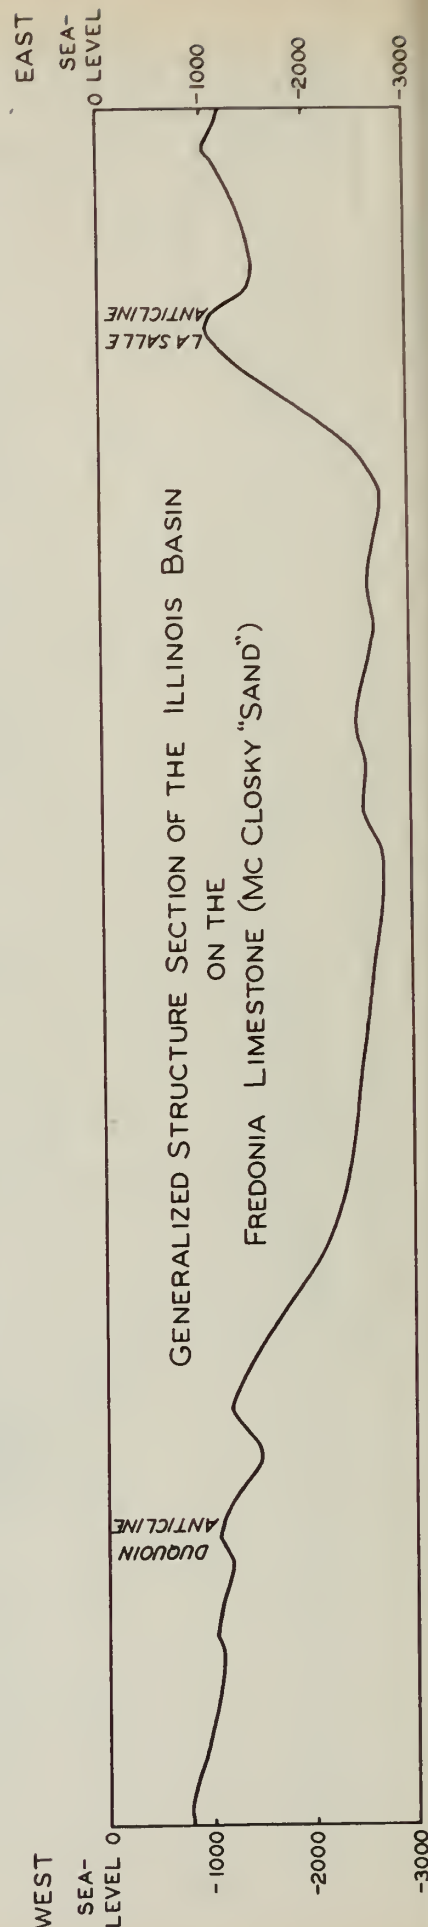 WEST
SEA-
LEVEL 0
-1000
-2000
-3000
DUQUOIN
ANTICLINE
GENERALIZED STRUCTURE SECTION OF THE ILLINOIS BASIN
ON THE
FREDONIA LIMESTONE (MC CLOSKY "SAND")
LA SALLE
ANTICLINE
EAST
SEA-
LEVEL
0
-1000
-2000
-3000